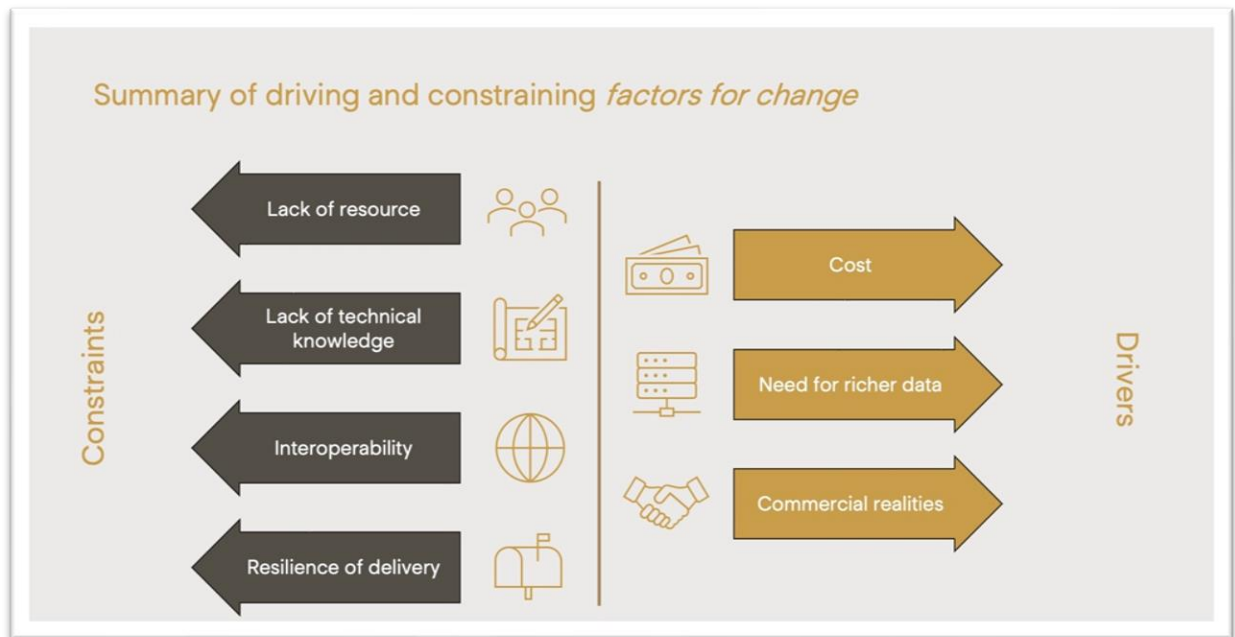 Summary of driving and constraining factors for change
Constraints
Lack of resource
Lack of technical
knowledge
Interoperability
Resilience of delivery
Cost
Need for richer data
Commercial realities
Drivers